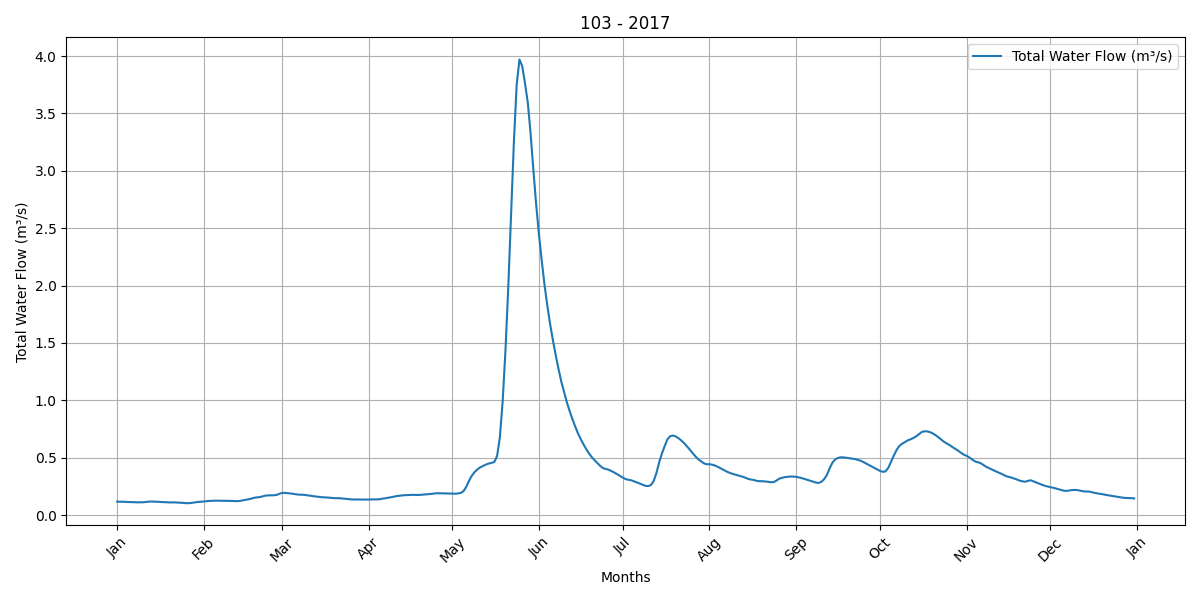 103 - 2017
Total Water Flow (m³/s)
Total Water Flow (m³/s)
4.0
3.5
3.0
2.5
2.0
1.5
1.0
0.5
0.0
Jan
Feb
Mar
Apr
May
Jun
Jul
Aug
Sep
Oct
Nov
Dec
Jan
Months